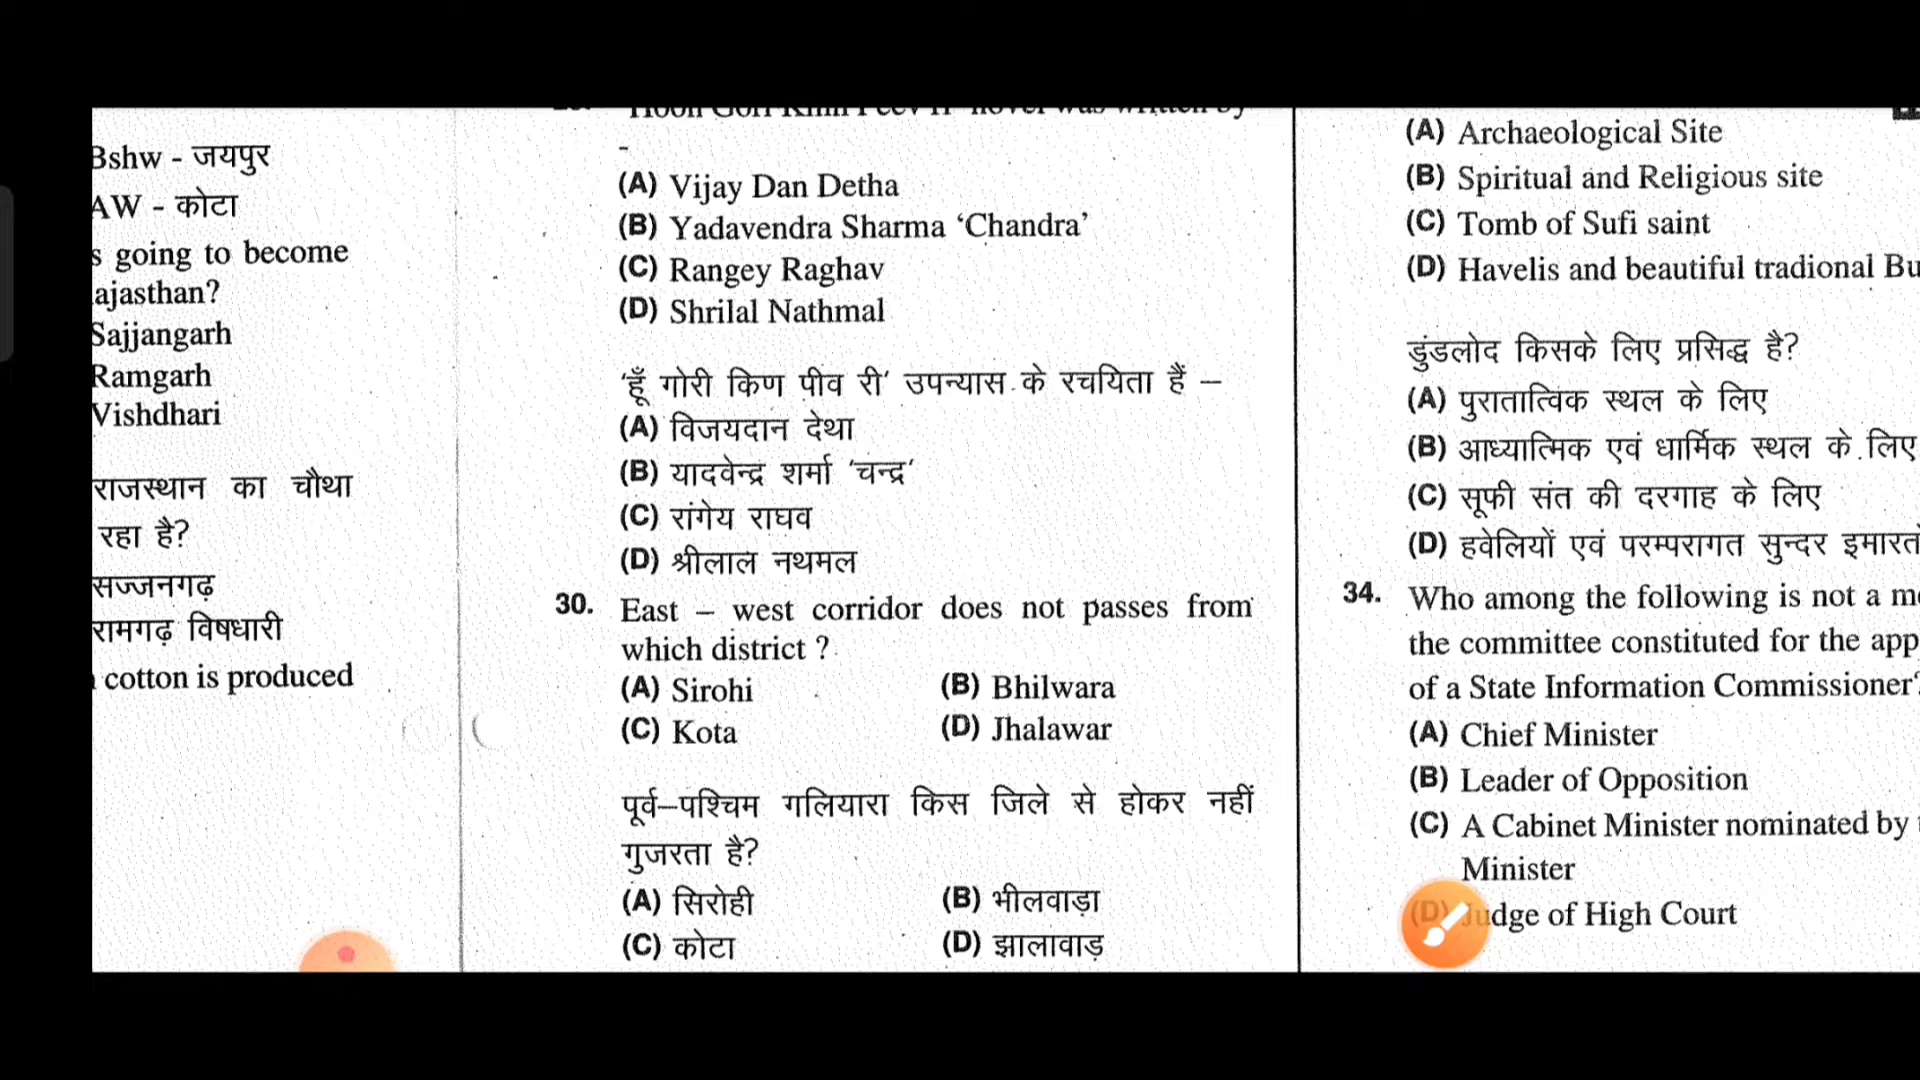 Bshw - जयपुर
AW - कोटा
s going to become
ajasthan?
Sajjangarh
Ramgarh
Vishdhari
राजस्थान का चौथा
रहा है?
सज्जनगढ़
रामगढ़ विषधारी
cotton is produced
novel was written by
-
(A) Vijay Dan Detha
(B) Yadavendra Sharma ‘Chandra’
(C) Rangey Raghav
(D) Shrilal Nathmal
‘हूँ गोरी किण पीव री’ उपन्यास के रचयिता हैं –
(A) विजयदान देथा
(B) यादवेन्द्र शर्मा ‘चन्द्र’
(C) रांगेय राघव
(D) श्रीलाल नथमल
30. East – west corridor does not passes from
which district ?
(A) Sirohi (B) Bhilwara
(C) Kota (D) Jhalawar
पूर्व–पश्चिम गलियारा किस जिले से होकर नहीं
गुजरता है?
(A) सिरोही (B) भीलवाड़ा
(C) कोटा (D) झालावाड़
(A) Archaeological Site
(B) Spiritual and Religious site
(C) Tomb of Sufi saint
(D) Havelis and beautiful tradional Bu
डुंडलोद किसके लिए प्रसिद्ध है?
(A) पुरातात्विक स्थल के लिए
(B) आध्यात्मिक एवं धार्मिक स्थल के लिए
(C) सूफी संत की दरगाह के लिए
(D) हवेलियों एवं परम्परागत सुन्दर इमारतो
34. Who among the following is not a me
the committee constituted for the app
of a State Information Commissioner?
(A) Chief Minister
(B) Leader of Opposition
(C) A Cabinet Minister nominated by
Minister
(D) Judge of High Court